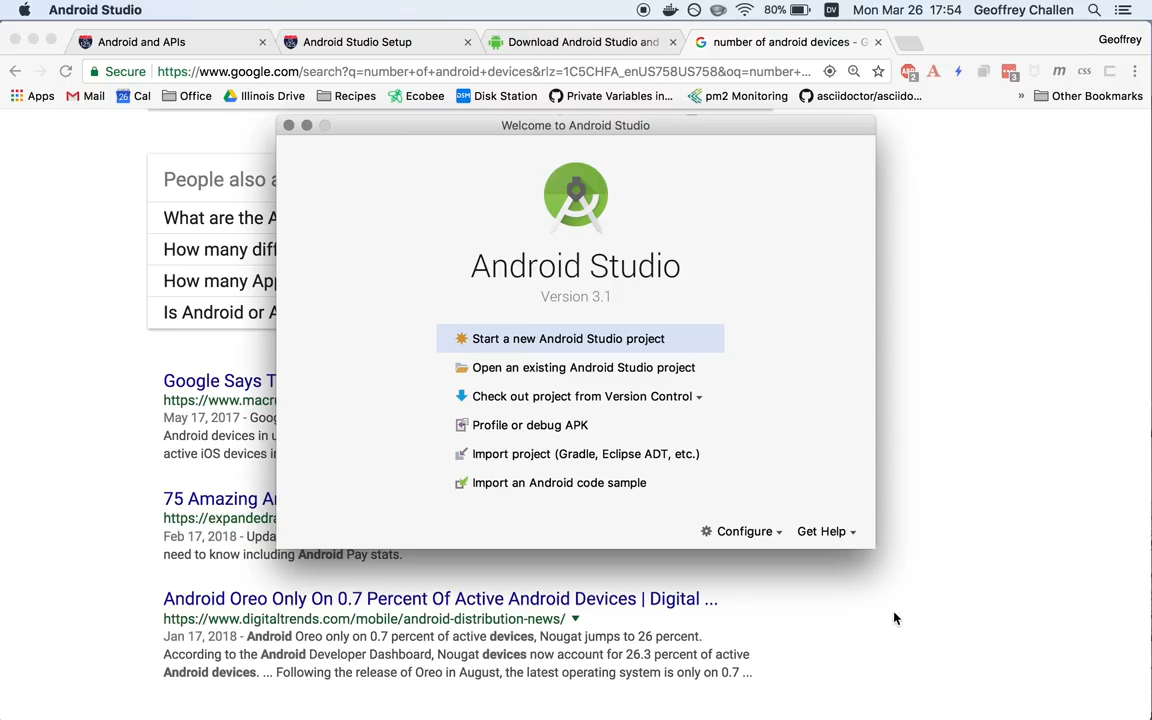 Android Studio
80%
DV
Mon Mar 26 17:54
Geoffrey Challen
Android and APIs
Android Studio Setup
Download Android Studio and
number of android devices - G
Geoffrey
Secure
https://www.google.com/search?q=number+of+android+devices&rlz=1C5CHFA_enUS758US758&oq=number+...
2
A
3
m
css
Apps
Mail
26
Cal
Office
Illinois Drive
Recipes
Ecobee
DSM
Disk Station
Private Variables in...
pm2 Monitoring
asciidoctor/asciido...
»
Other Bookmarks
Welcome to Android Studio
People also a
What are the A
How many diff
How many App
Is Android or A
Android Studio
Version 3.1
Start a new Android Studio project
Open an existing Android Studio project
Check out project from Version Control
Profile or debug APK
Import project (Gradle, Eclipse ADT, etc.)
Import an Android code sample
Configure
Get Help
Google Says T
https://www.macru
May 17, 2017 - Goog
Android devices in u
active iOS devices in
75 Amazing A
https://expandedra
Feb 17, 2018 - Upda
need to know including Android Pay stats.
Android Oreo Only On 0.7 Percent Of Active Android Devices | Digital ...
https://www.digitaltrends.com/mobile/android-distribution-news/
Jan 17, 2018 - Android Oreo only on 0.7 percent of active devices, Nougat jumps to 26 percent.
According to the Android Developer Dashboard, Nougat devices now account for 26.3 percent of active
Android devices. ... Following the release of Oreo in August, the latest operating system is only on 0.7 ...